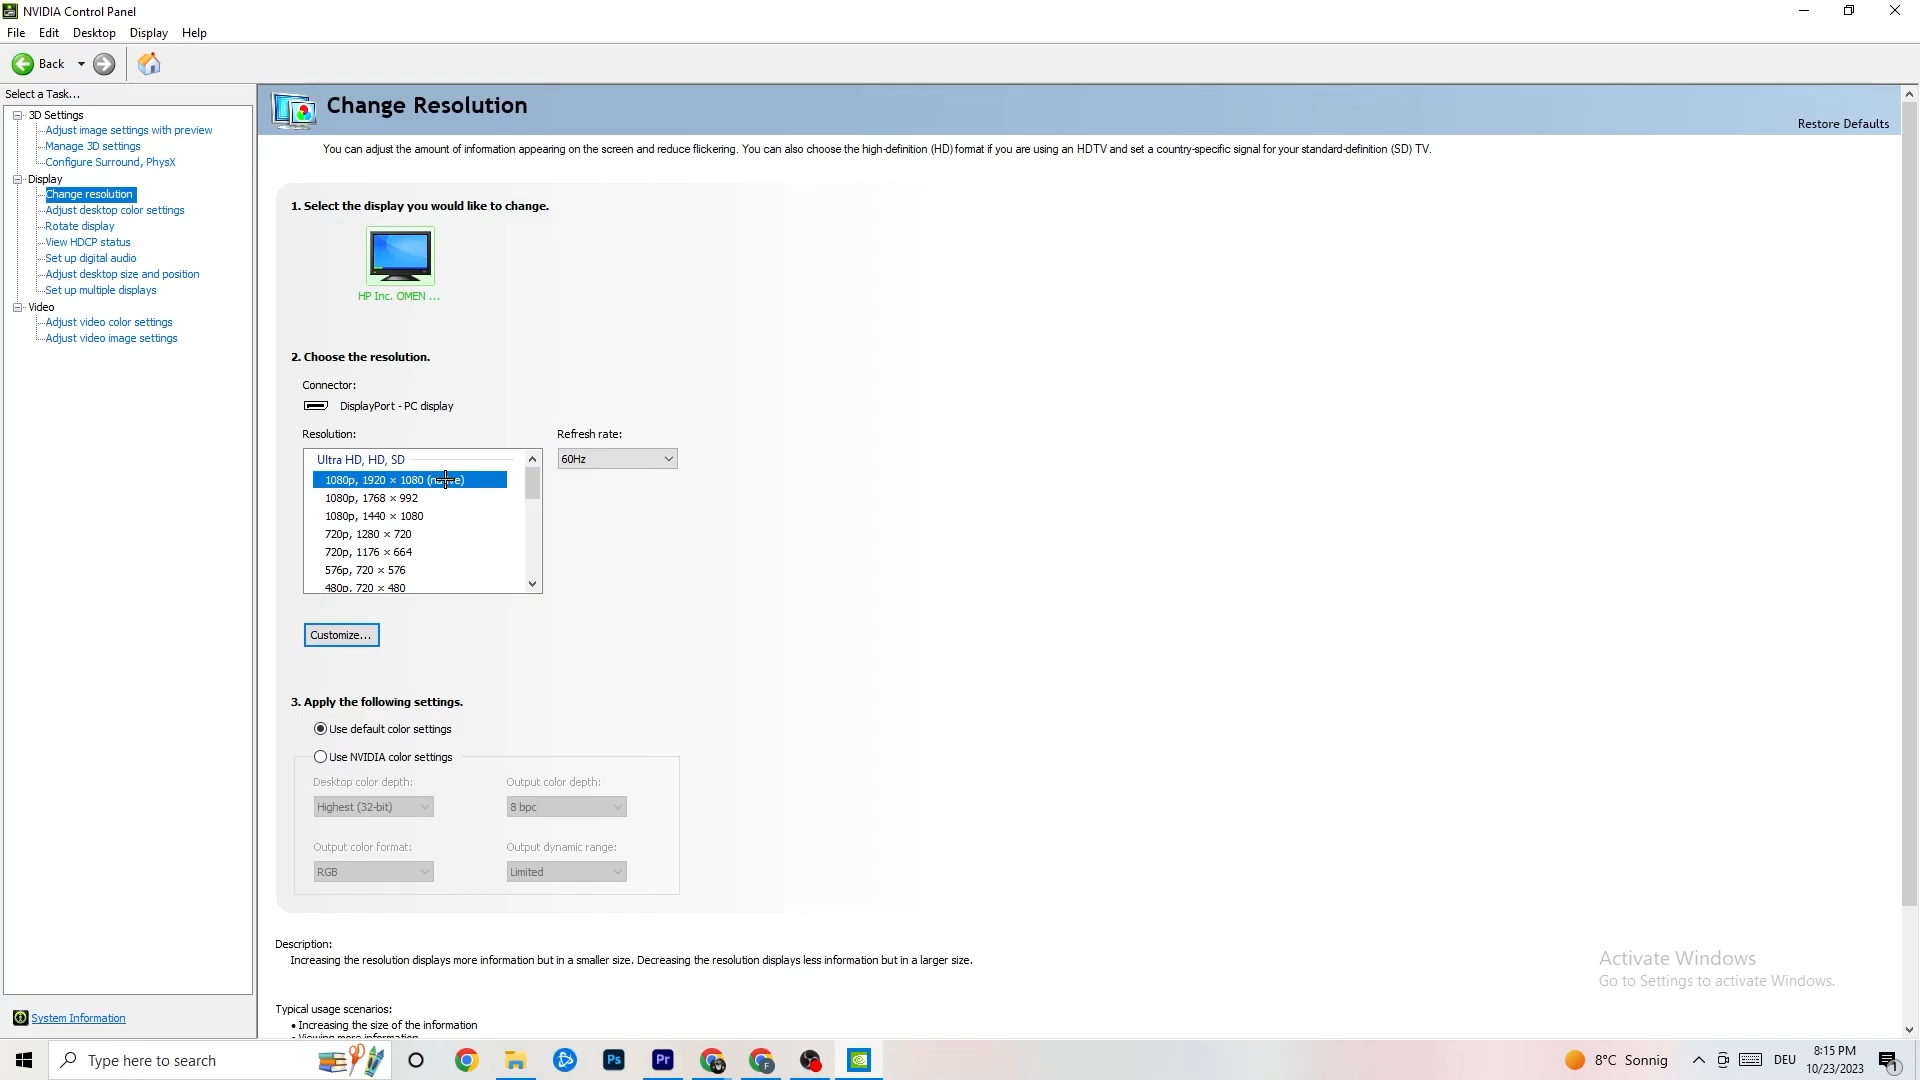 NVIDIA Control Panel
File Edit Desktop Display Help
Back
Select a Task...
3D Settings
Adjust image settings with preview
Manage 3D settings
Configure Surround, PhysX
Display
Change resolution
Adjust desktop color settings
Rotate display
View HDCP status
Set up digital audio
Adjust desktop size and position
Set up multiple displays
Video
Adjust video color settings
Adjust video image settings
System Information
Change Resolution
Restore Defaults
You can adjust the amount of information appearing on the screen and reduce flickering. You can also choose the high-definition (HD) format if you are using an HDTV and set a country-specific signal for your standard-definition (SD) TV.
1. Select the display you would like to change.
HP Inc. OMEN ...
2. Choose the resolution.
Connector:
DisplayPort - PC display
Resolution:
Refresh rate:
Ultra HD, HD, SD
60Hz
1080p, 1920 × 1080 (native)
1080p, 1768 × 992
1080p, 1440 × 1080
720p, 1280 × 720
720p, 1176 × 664
576p, 720 × 576
480p, 720 × 480
Customize...
3. Apply the following settings.
Use default color settings
Use NVIDIA color settings
Desktop color depth:
Output color depth:
Highest (32-bit)
8 bpc
Output color format:
Output dynamic range:
RGB
Limited
Description:
Increasing the resolution displays more information but in a smaller size. Decreasing the resolution displays less information but in a larger size.
Typical usage scenarios:
• Increasing the size of the information
• Viewing more information
Activate Windows
Go to Settings to activate Windows.
Type here to search
Ps
Pr
F
8°C Sonnig
DEU
8:15 PM
10/23/2023
1